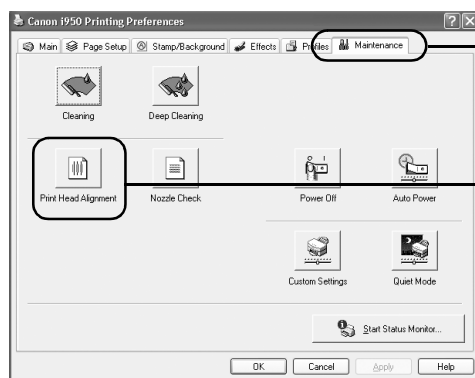 Canon i950 Printing Preferences
Main Page Setup Stamp/Background Effects Profiles Maintenance
Cleaning Deep Cleaning
Print Head Alignment Nozzle Check Power Off Auto Power
Custom Settings Quiet Mode
Start Status Monitor...
OK Cancel Apply Help